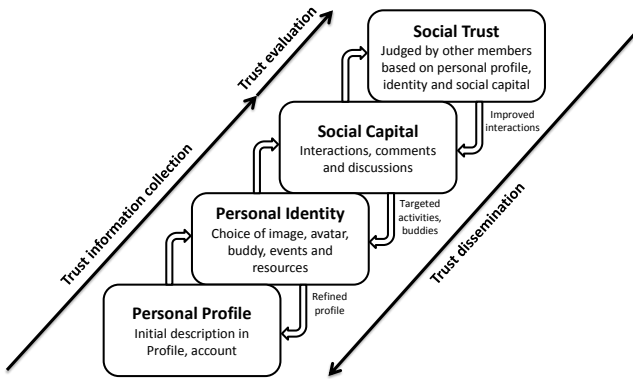 Social Trust
Judged by other members
based on personal profile,
identity and social capital
Trust evaluation
Improved
interactions
Social Capital
Interactions, comments
and discussions
Trust information collection
Targeted
activities,
buddies
Personal Identity
Choice of image, avatar,
buddy, events and
resources
Trust dissemination
Refined
profile
Personal Profile
Initial description in
Profile, account